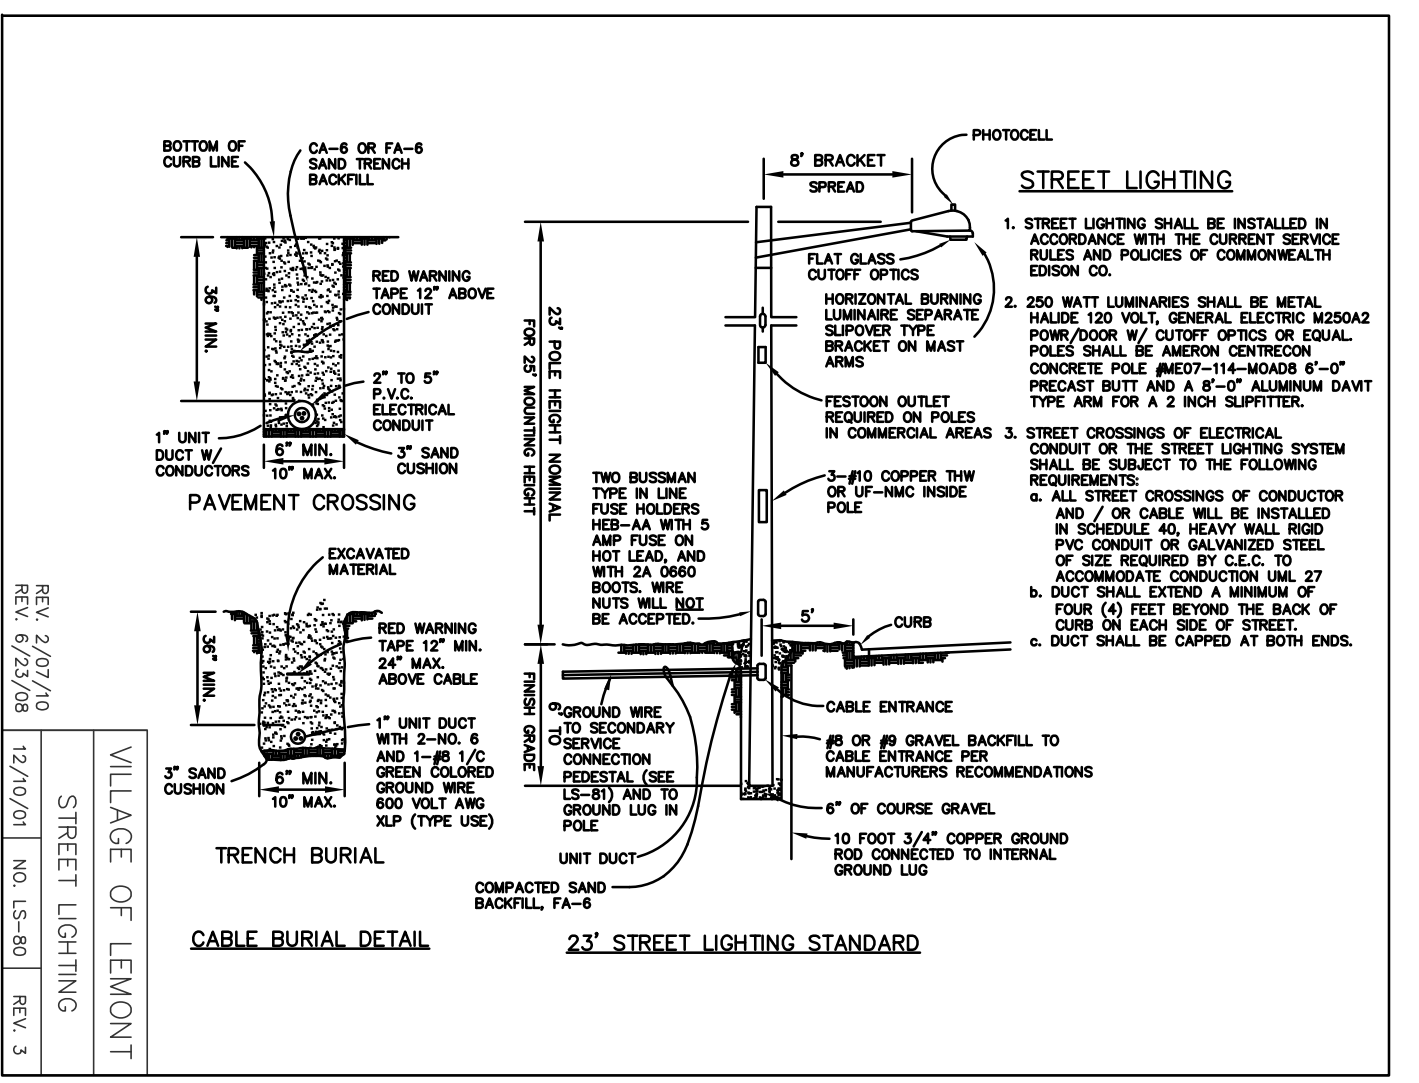 BOTTOM OF
CURB LINE
CA-6 OR FA-6
SAND TRENCH
BACKFILL
36" MIN.
RED WARNING
TAPE 12" ABOVE
CONDUIT
2" TO 5"
P.V.C.
ELECTRICAL
CONDUIT
1" UNIT
DUCT W/
CONDUCTORS
6" MIN.
10" MAX.
3" SAND
CUSHION
PAVEMENT CROSSING
EXCAVATED
MATERIAL
36" MIN.
RED WARNING
TAPE 12" MIN.
24" MAX.
ABOVE CABLE
1" UNIT DUCT
WITH 2-NO. 6
AND 1-#8 1/C
GREEN COLORED
GROUND WIRE
600 VOLT AWG
XLP (TYPE USE)
3" SAND
CUSHION
6" MIN.
10" MAX.
TRENCH BURIAL
CABLE BURIAL DETAIL
PHOTOCELL
8' BRACKET
SPREAD
FLAT GLASS
CUTOFF OPTICS
HORIZONTAL BURNING
LUMINAIRE SEPARATE
SLIPOVER TYPE
BRACKET ON MAST
ARMS
23' POLE HEIGHT NOMINAL
FOR 25' MOUNTING HEIGHT
FESTOON OUTLET
REQUIRED ON POLES
IN COMMERCIAL AREAS
TWO BUSSMAN
TYPE IN LINE
FUSE HOLDERS
HEB-AA WITH 5
AMP FUSE ON
HOT LEAD, AND
WITH 2A 0660
BOOTS. WIRE
NUTS WILL NOT
BE ACCEPTED.
3-#10 COPPER THW
OR UF-NMC INSIDE
POLE
5'
CURB
6' TO
FINISH GRADE
GROUND WIRE
TO SECONDARY
SERVICE
CONNECTION
PEDESTAL (SEE
LS-81) AND TO
GROUND LUG IN
POLE
CABLE ENTRANCE
#8 OR #9 GRAVEL BACKFILL TO
CABLE ENTRANCE PER
MANUFACTURERS RECOMMENDATIONS
6" OF COURSE GRAVEL
10 FOOT 3/4" COPPER GROUND
ROD CONNECTED TO INTERNAL
GROUND LUG
UNIT DUCT
COMPACTED SAND
BACKFILL, FA-6
23' STREET LIGHTING STANDARD
STREET LIGHTING
1. STREET LIGHTING SHALL BE INSTALLED IN
ACCORDANCE WITH THE CURRENT SERVICE
RULES AND POLICIES OF COMMONWEALTH
EDISON CO.
2. 250 WATT LUMINARIES SHALL BE METAL
HALIDE 120 VOLT, GENERAL ELECTRIC M250A2
POWR/DOOR W/ CUTOFF OPTICS OR EQUAL.
POLES SHALL BE AMERON CENTRECON
CONCRETE POLE #ME07-114-MOAD8 6'-0"
PRECAST BUTT AND A 8'-0" ALUMINUM DAVIT
TYPE ARM FOR A 2 INCH SLIPFITTER.
3. STREET CROSSINGS OF ELECTRICAL
CONDUIT OR THE STREET LIGHTING SYSTEM
SHALL BE SUBJECT TO THE FOLLOWING
REQUIREMENTS:
a. ALL STREET CROSSINGS OF CONDUCTOR
AND / OR CABLE WILL BE INSTALLED
IN SCHEDULE 40, HEAVY WALL RIGID
PVC CONDUIT OR GALVANIZED STEEL
OF SIZE REQUIRED BY C.E.C. TO
ACCOMMODATE CONDUCTION UML 27
b. DUCT SHALL EXTEND A MINIMUM OF
FOUR (4) FEET BEYOND THE BACK OF
CURB ON EACH SIDE OF STREET.
c. DUCT SHALL BE CAPPED AT BOTH ENDS.
REV. 2/07/10
REV. 6/23/08
VILLAGE OF LEMONT
STREET LIGHTING
12/10/01 NO. LS-80 REV. 3